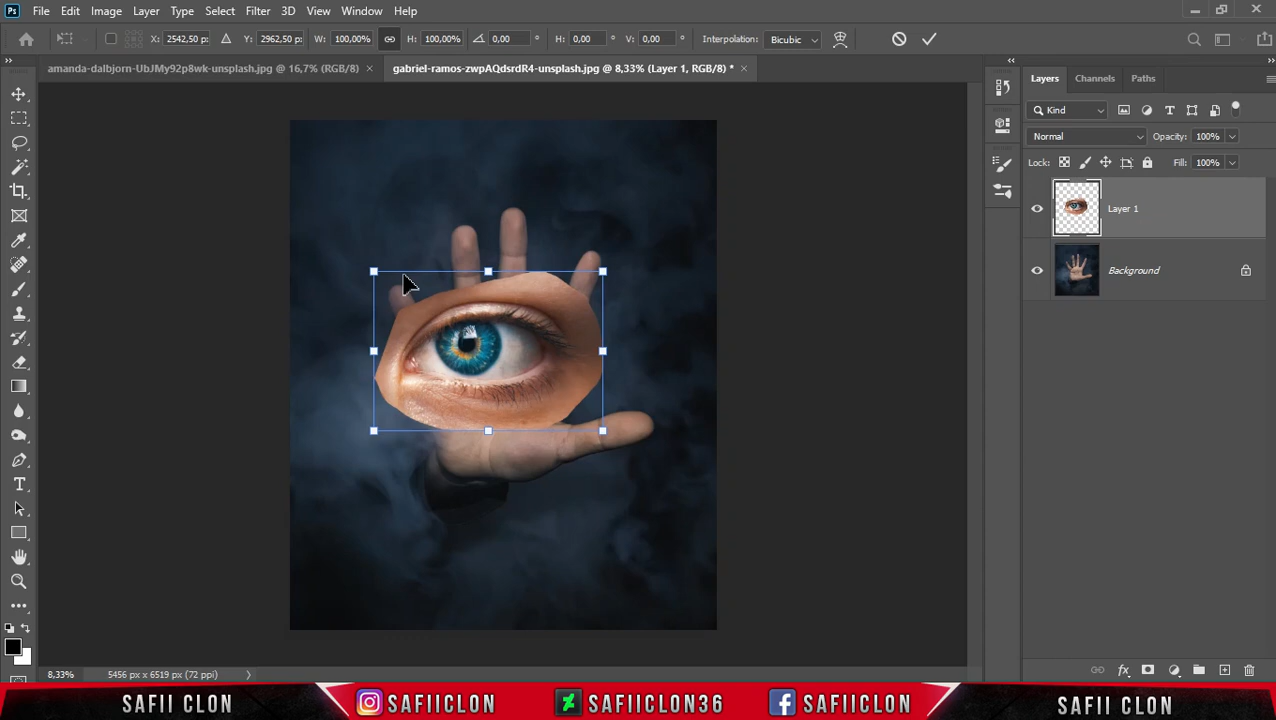 Ps File Edit Image Layer Type Select Filter 3D View Window Help
X: 2542,50 px Y: 2962,50 px W: 100,00% H: 100,00% 0,00 ° H: 0,00 ° V: 0,00 ° Interpolation: Bicubic
amanda-dalbjorn-UbJMy92p8wk-unsplash.jpg @ 16,7% (RGB/8) × gabriel-ramos-zwpAQdsrdR4-unsplash.jpg @ 8,33% (Layer 1, RGB/8) * ×
Layers Channels Paths
Kind
Normal Opacity: 100%
Lock: Fill: 100%
Layer 1
Background
8,33% 5456 px x 6519 px (72 ppi)
SAFII CLON SAFIICLON SAFIICLON36 SAFIICLON SAFII CLON